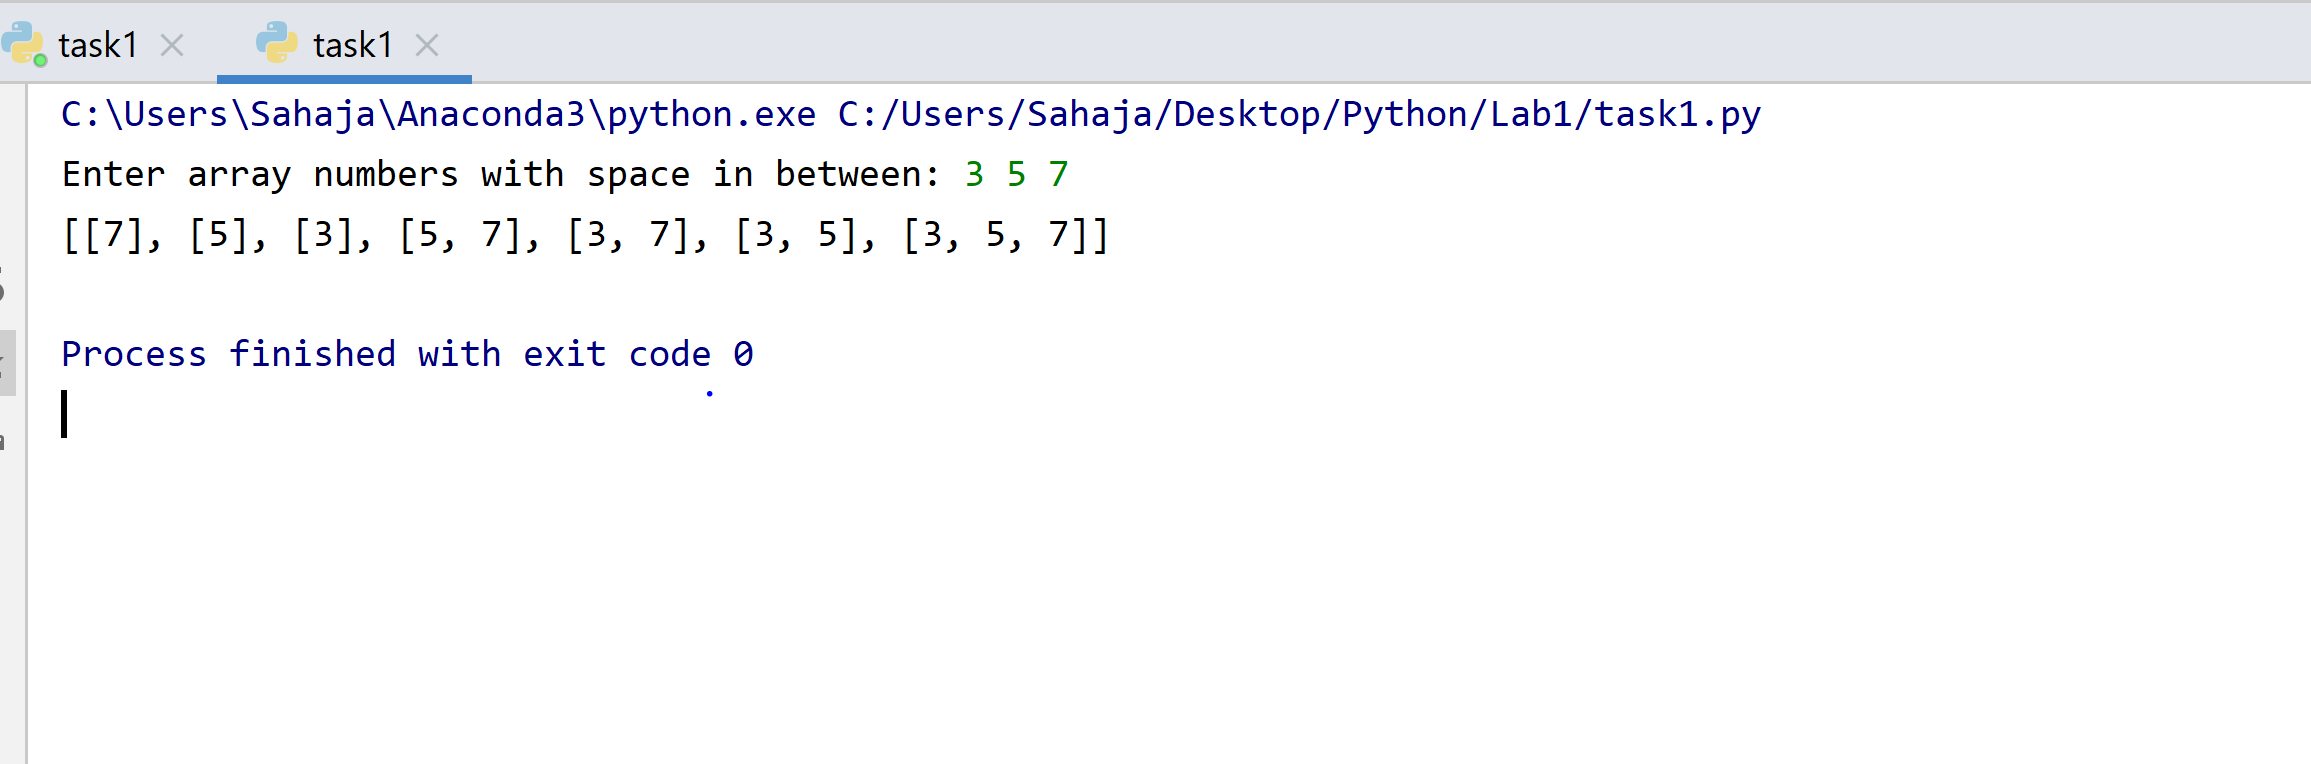 task1 task1
C:\Users\Sahaja\Anaconda3\python.exe C:/Users/Sahaja/Desktop/Python/Lab1/task1.py
Enter array numbers with space in between: 3 5 7
[[7], [5], [3], [5, 7], [3, 7], [3, 5], [3, 5, 7]]
Process finished with exit code 0